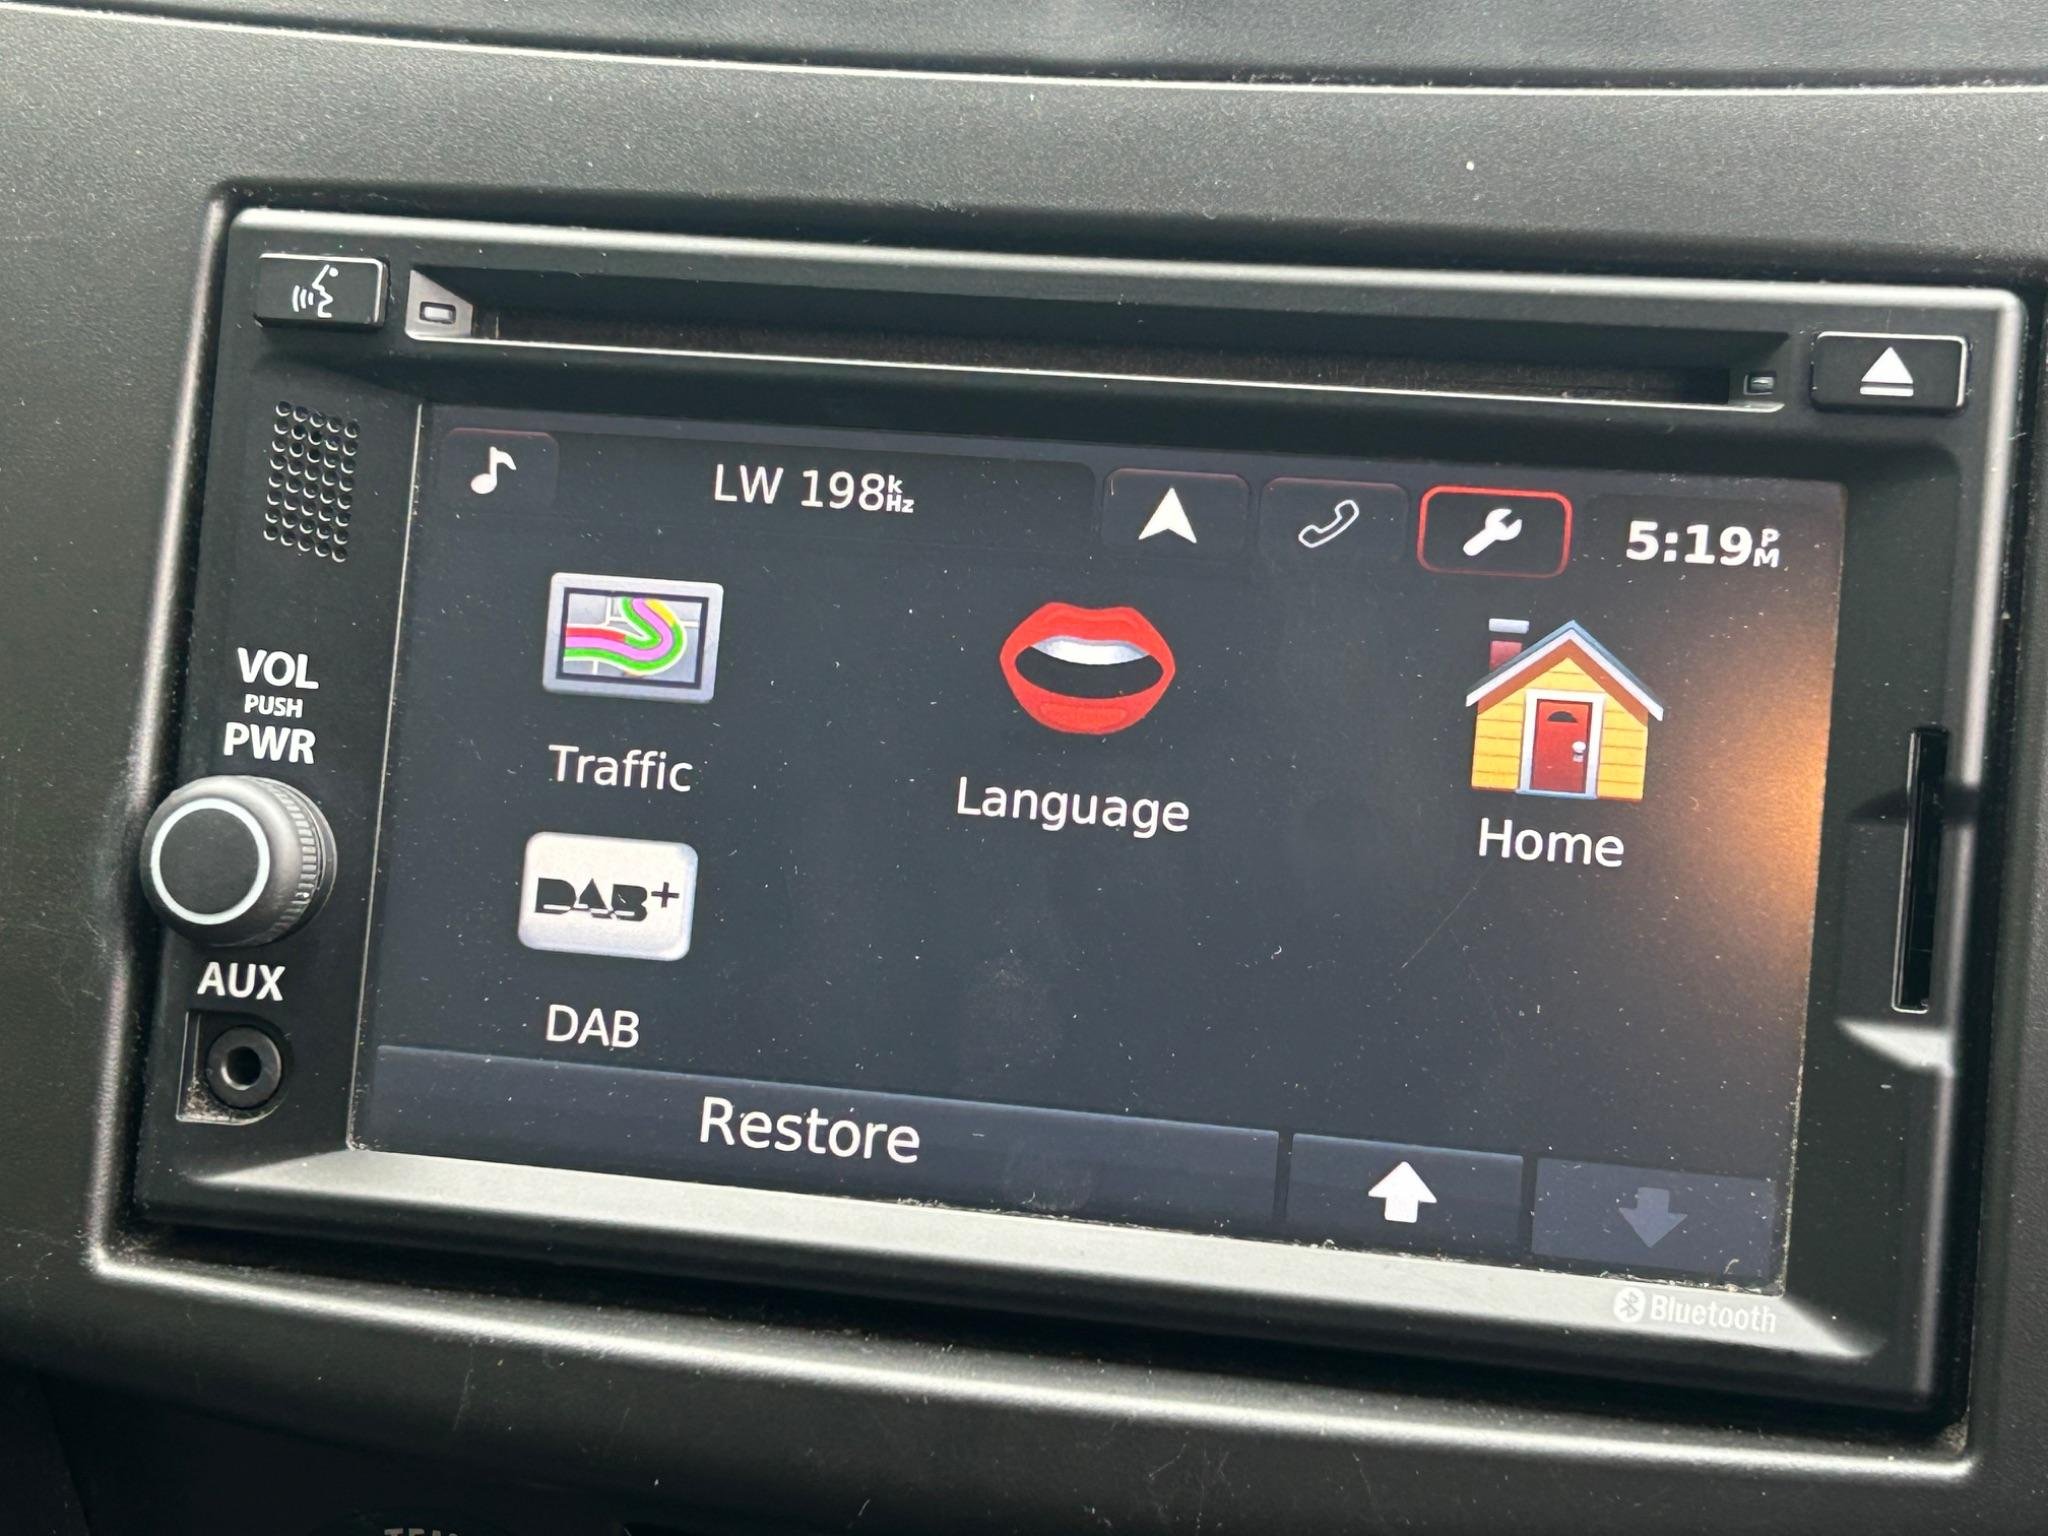 LW 198kHz
5:19PM
VOL
PUSH
PWR
Traffic
Language
Home
DAB+
AUX
DAB
Restore
Bluetooth